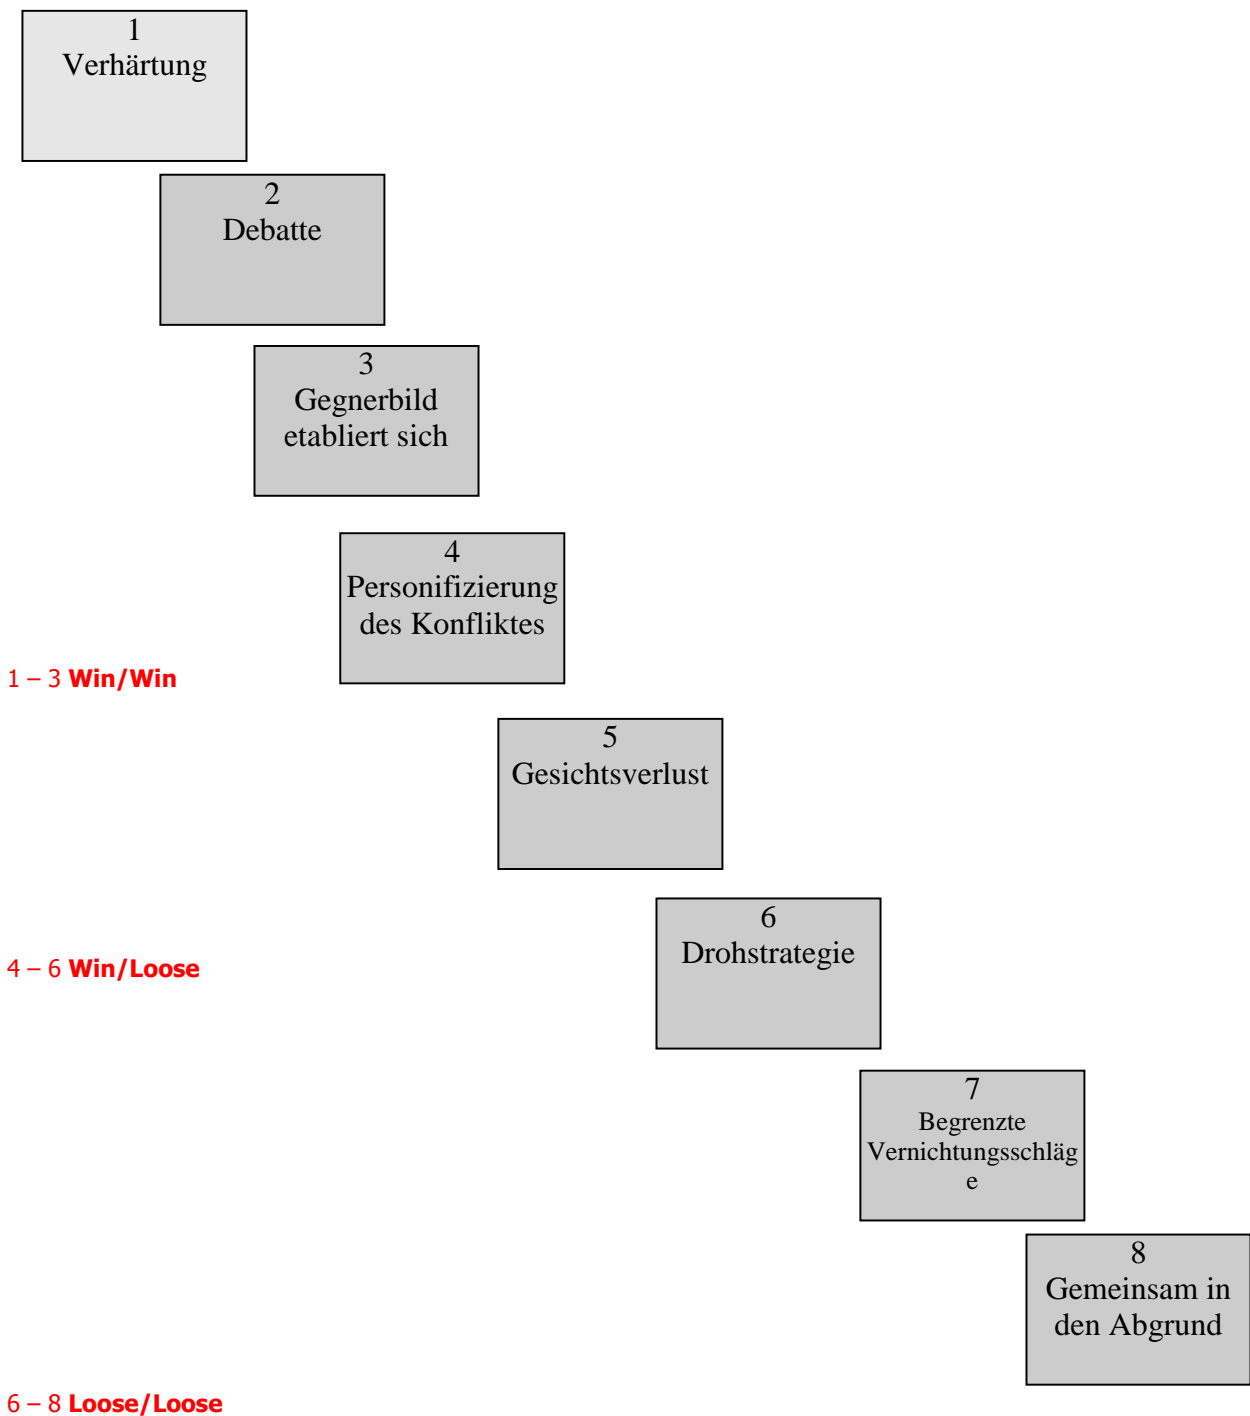 1
Verhärtung
2
Debatte
3
Gegnerbild
etabliert sich
4
Personifizierung
des Konfliktes
1 – 3 Win/Win
5
Gesichtsverlust
6
Drohstrategie
4 – 6 Win/Loose
7
Begrenzte
Vernichtungsschläg
e
8
Gemeinsam in
den Abgrund
6 – 8 Loose/Loose